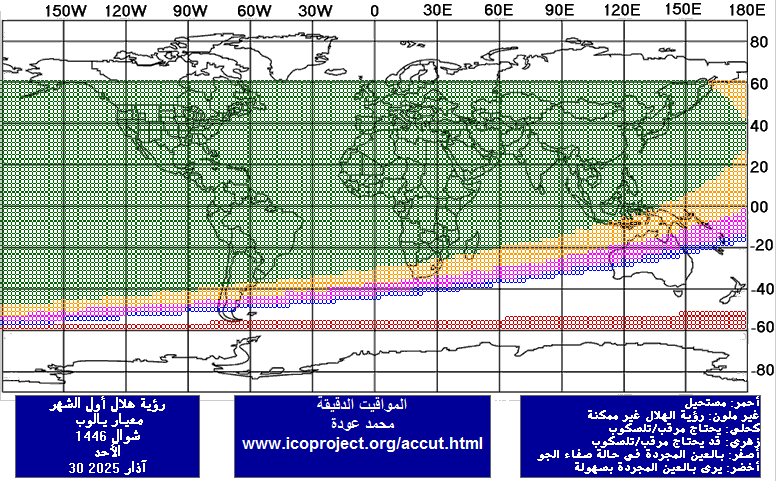 150W 120W 90W 60W 30W 0 30E 60E 90E 120E 150E 180E
80
60
40
20
00
-20
-40
-60
-80
رؤية هلال أول الشهر
معيار يالوب
شوال 1446
الأحد
30 آذار 2025
المواقيت الدقيقة
محمد عودة
www.icoproject.org/accut.html
أحمر: مستحيل
غير ملون: رؤية الهلال غير ممكنة
كحلي: يحتاج مرقب/تلسكوب
زهري: قد يحتاج مرقب/تلسكوب
أصفر: بالعين المجردة في حالة صفاء الجو
أخضر: يرى بالعين المجردة بصهولة